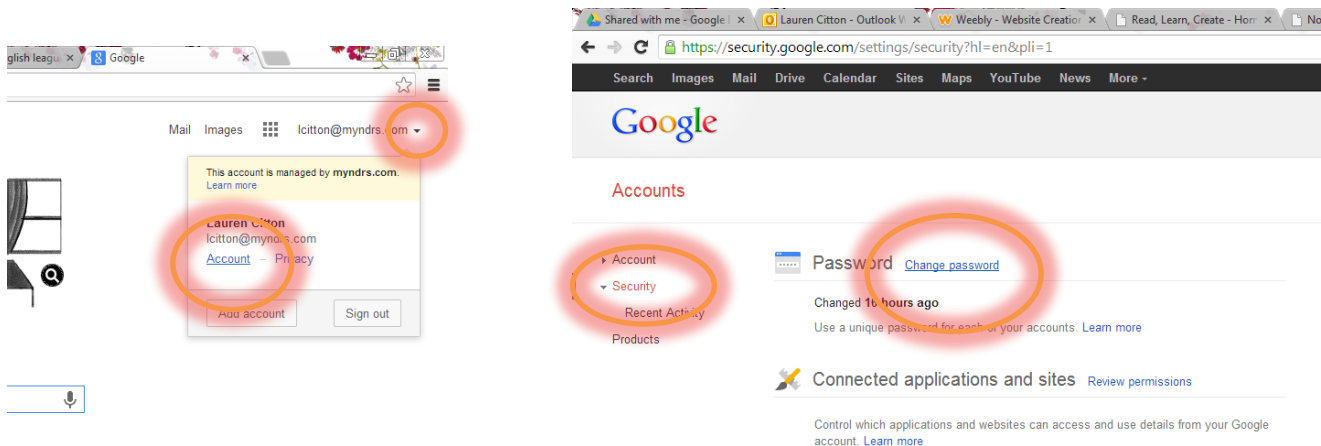 glish leagu
Google
Mail Images lcitton@myndrs.com
This account is managed by myndrs.com.
Learn more
Lauren Citton
lcitton@myndrs.com
Account – Privacy
Add account Sign out
Shared with me - Google
Lauren Citton - Outlook
Weebly - Website Creation
Read, Learn, Create - Hom
No
https://security.google.com/settings/security?hl=en&pli=1
Search Images Mail Drive Calendar Sites Maps YouTube News More
Google
Accounts
Account
Security
Recent Activity
Products
Password Change password
Changed 16 hours ago
Use a unique password for each of your accounts. Learn more
Connected applications and sites Review permissions
Control which applications and websites can access and use details from your Google
account. Learn more